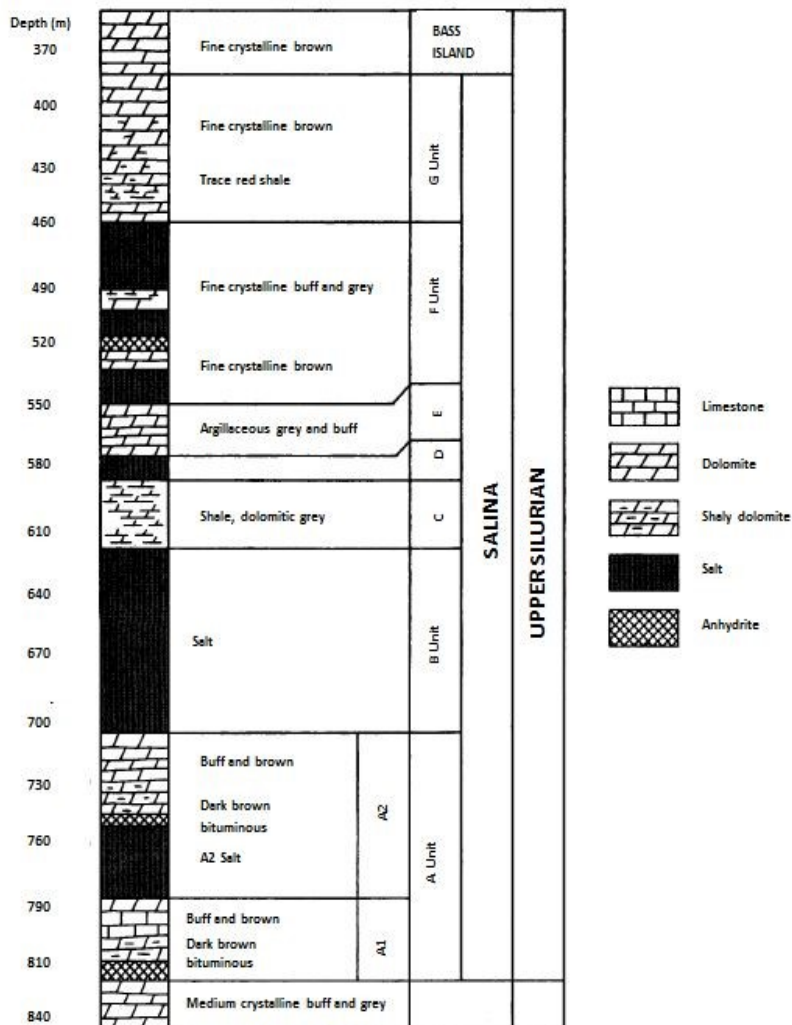 Depth (m)
370
400
430
460
490
520
550
580
610
640
670
700
730
760
790
810
840
Fine crystalline brown
Fine crystalline brown
Trace red shale
Fine crystalline buff and grey
Fine crystalline brown
Argillaceous grey and buff
Shale, dolomitic grey
Salt
Buff and brown
Dark brown
bituminous
A2 Salt
Buff and brown
Dark brown
bituminous
Medium crystalline buff and grey
A2
A1
BASS
ISLAND
G Unit
F Unit
E
D
C
B Unit
A Unit
SALINA
UPPER SILURIAN
Limestone
Dolomite
Shaly dolomite
Salt
Anhydrite